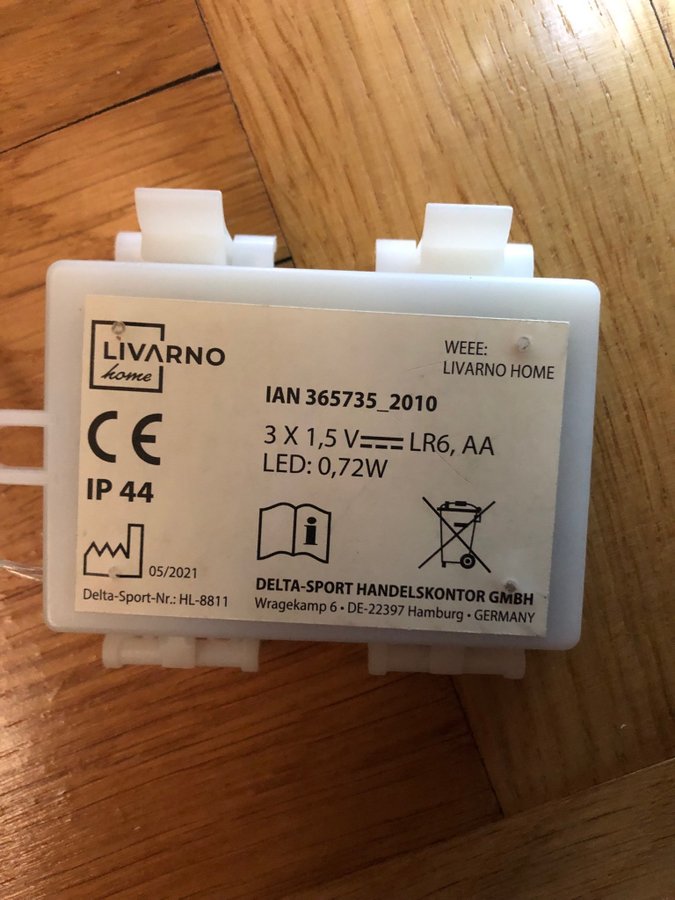 LIVARNO
home
WEEE:
LIVARNO HOME
IAN 365735_2010
3 X 1,5 V⎓ LR6, AA
LED: 0,72W
CE
IP 44
i
05/2021
Delta-Sport-Nr.: HL-8811
DELTA-SPORT HANDELSKONTOR GMBH
Wragekamp 6 • DE-22397 Hamburg • GERMANY